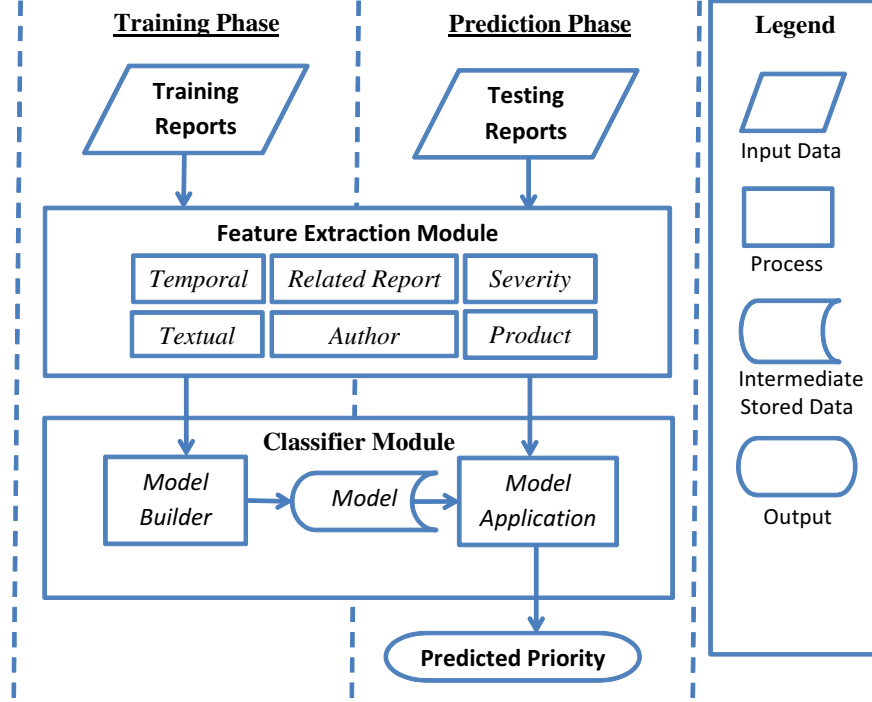 Training Phase
Prediction Phase
Legend
Training
Reports
Testing
Reports
Input Data
Feature Extraction Module
Temporal
Related Report
Severity
Textual
Author
Product
Process
Intermediate
Stored Data
Classifier Module
Model
Builder
Model
Model
Application
Output
Predicted Priority